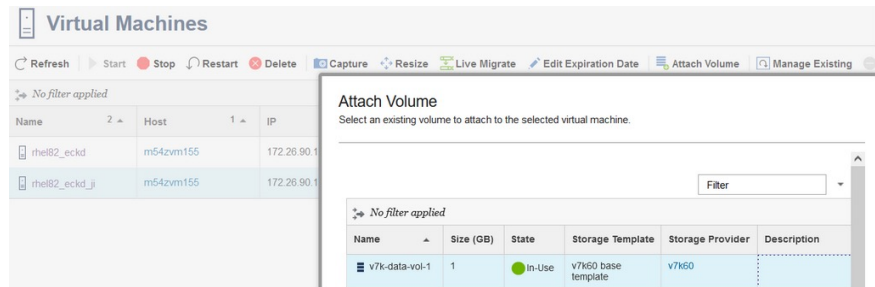 Virtual Machines
Refresh Start Stop Restart Delete Capture Resize Live Migrate Edit Expiration Date Attach Volume Manage Existing
No filter applied
Name 2 Host 1 IP
rhel82_eckd m54zvm155 172.26.90.1
rhel82_eckd_ji m54zvm155 172.26.90.1
Attach Volume
Select an existing volume to attach to the selected virtual machine.
Filter
No filter applied
Name Size (GB) State Storage Template Storage Provider Description
v7k-data-vol-1 1 In-Use v7k60 base template v7k60